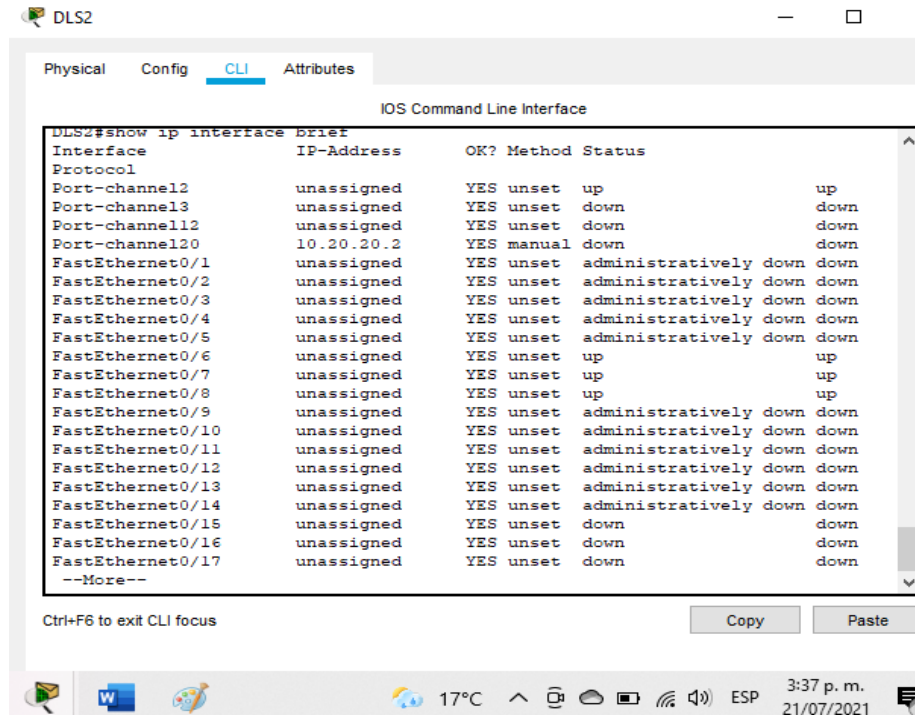 DLS2
Physical Config CLI Attributes
IOS Command Line Interface
DLS2#show ip interface brief
Interface IP-Address OK? Method Status
Protocol
Port-channel2 unassigned YES unset up up
Port-channel3 unassigned YES unset down down
Port-channel12 unassigned YES unset down down
Port-channel20 10.20.20.2 YES manual down down
FastEthernet0/1 unassigned YES unset administratively down down
FastEthernet0/2 unassigned YES unset administratively down down
FastEthernet0/3 unassigned YES unset administratively down down
FastEthernet0/4 unassigned YES unset administratively down down
FastEthernet0/5 unassigned YES unset administratively down down
FastEthernet0/6 unassigned YES unset up up
FastEthernet0/7 unassigned YES unset up up
FastEthernet0/8 unassigned YES unset up up
FastEthernet0/9 unassigned YES unset administratively down down
FastEthernet0/10 unassigned YES unset administratively down down
FastEthernet0/11 unassigned YES unset administratively down down
FastEthernet0/12 unassigned YES unset administratively down down
FastEthernet0/13 unassigned YES unset administratively down down
FastEthernet0/14 unassigned YES unset administratively down down
FastEthernet0/15 unassigned YES unset down down
FastEthernet0/16 unassigned YES unset down down
FastEthernet0/17 unassigned YES unset down down
--More--
Ctrl+F6 to exit CLI focus Copy Paste
W 17°C ESP 3:37 p. m.
21/07/2021